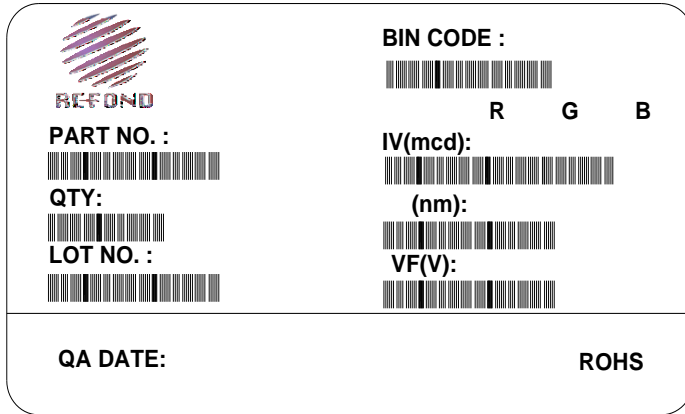 REFOND
PART NO. :
QTY:
LOT NO. :
BIN CODE :
R G B
IV(mcd):
(nm):
VF(V):
QA DATE:
ROHS